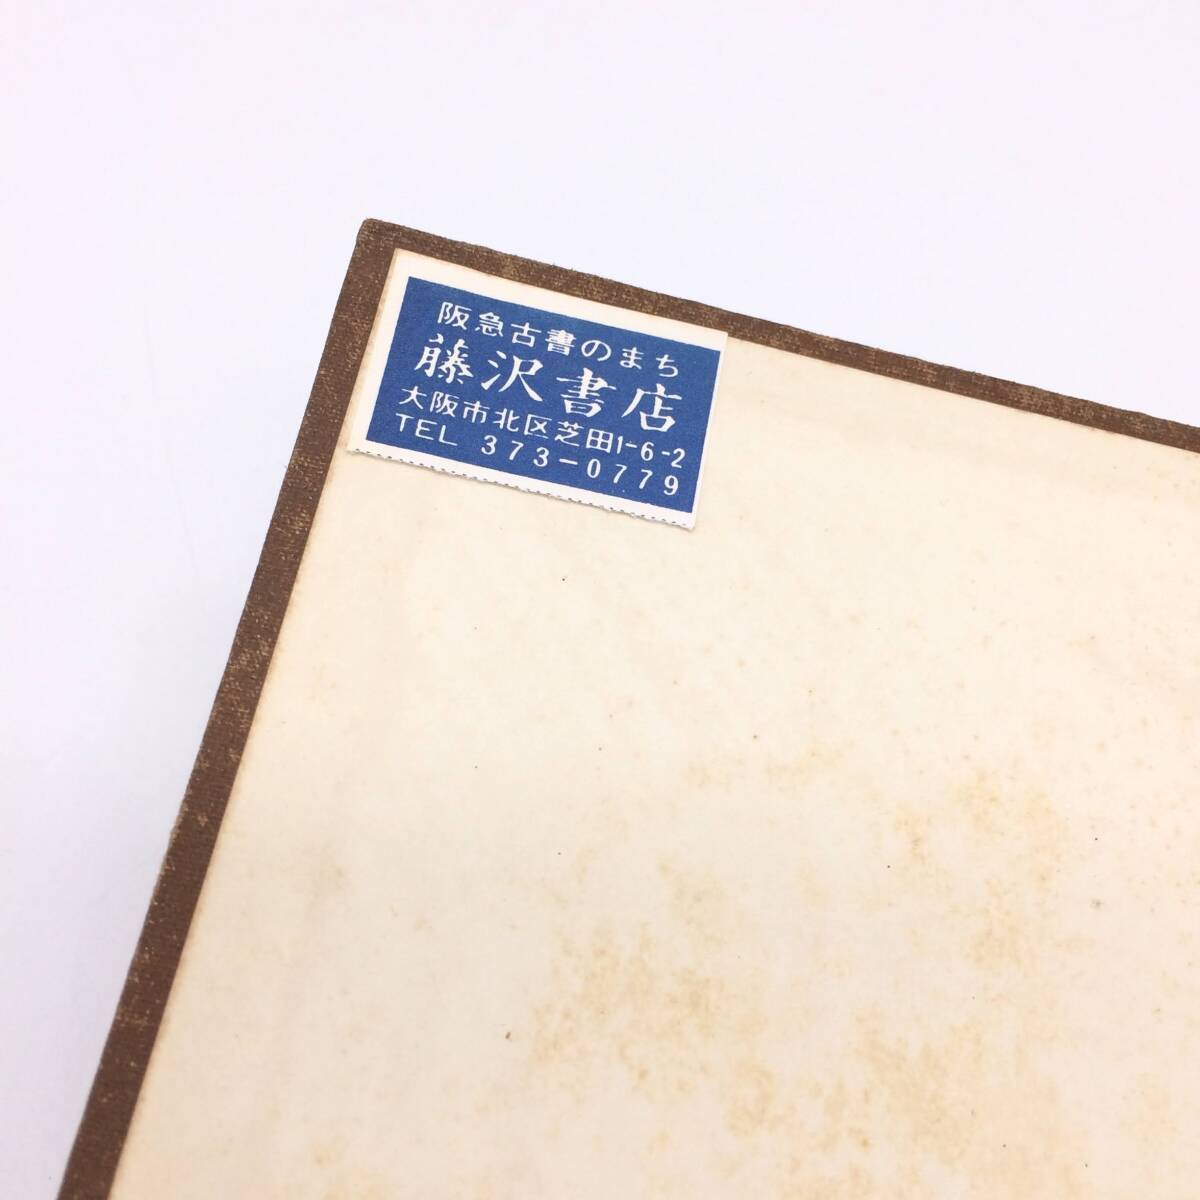 阪急古書のまち
藤沢書店
大阪市北区芝田1-6-2
TEL 373-0779